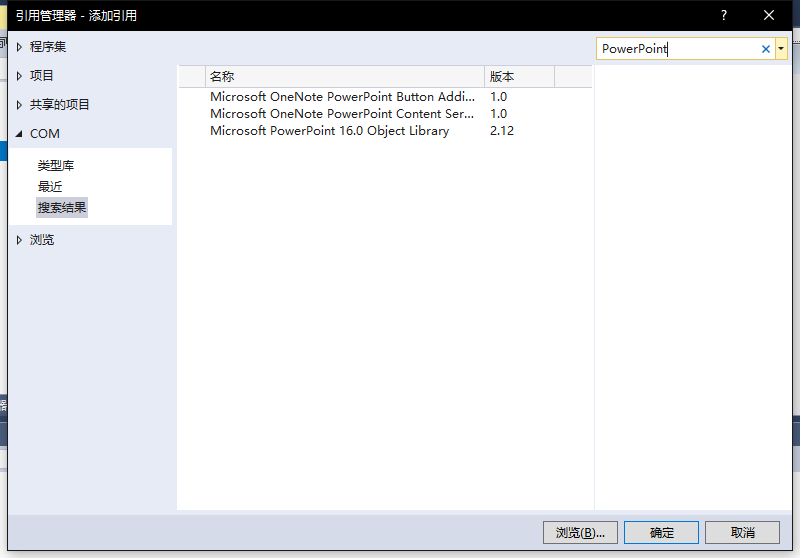 引用管理器 - 添加引用
?
程序集
PowerPoint
项目
名称 版本
Microsoft OneNote PowerPoint Button Addi... 1.0
共享的项目
Microsoft OneNote PowerPoint Content Ser... 1.0
Microsoft PowerPoint 16.0 Object Library 2.12
COM
类型库
最近
搜索结果
浏览
浏览(B)... 确定 取消